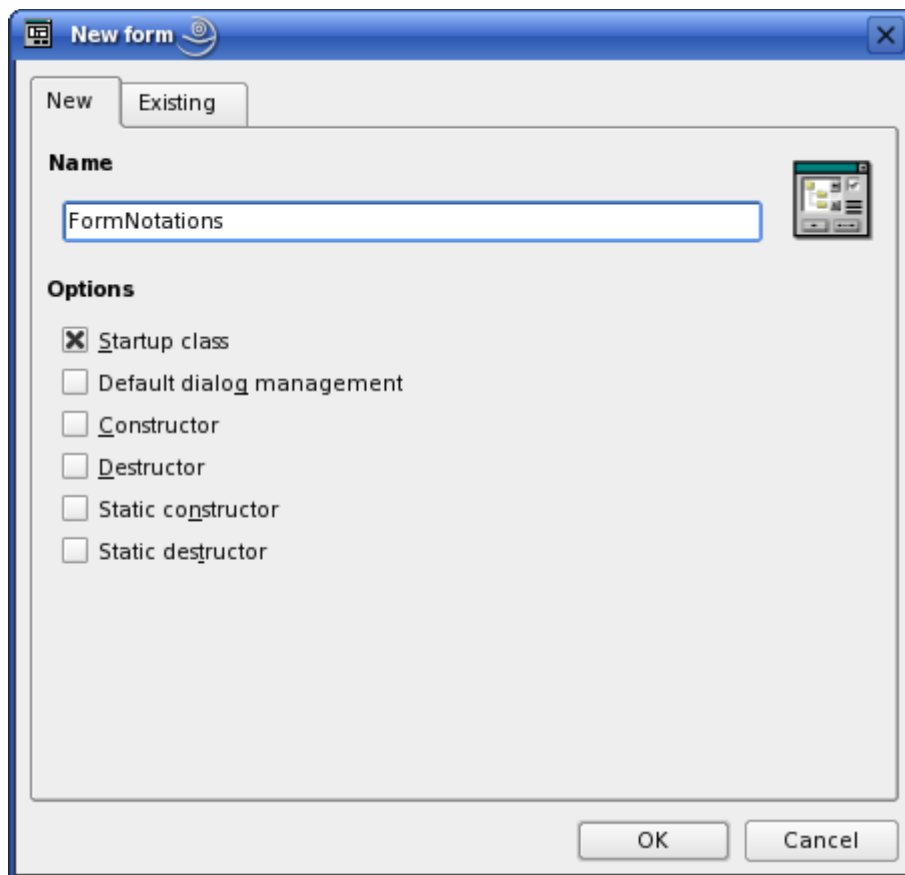 New form
New
Existing
Name
FormNotations
Options
Startup class
Default dialog management
Constructor
Destructor
Static constructor
Static destructor
OK
Cancel